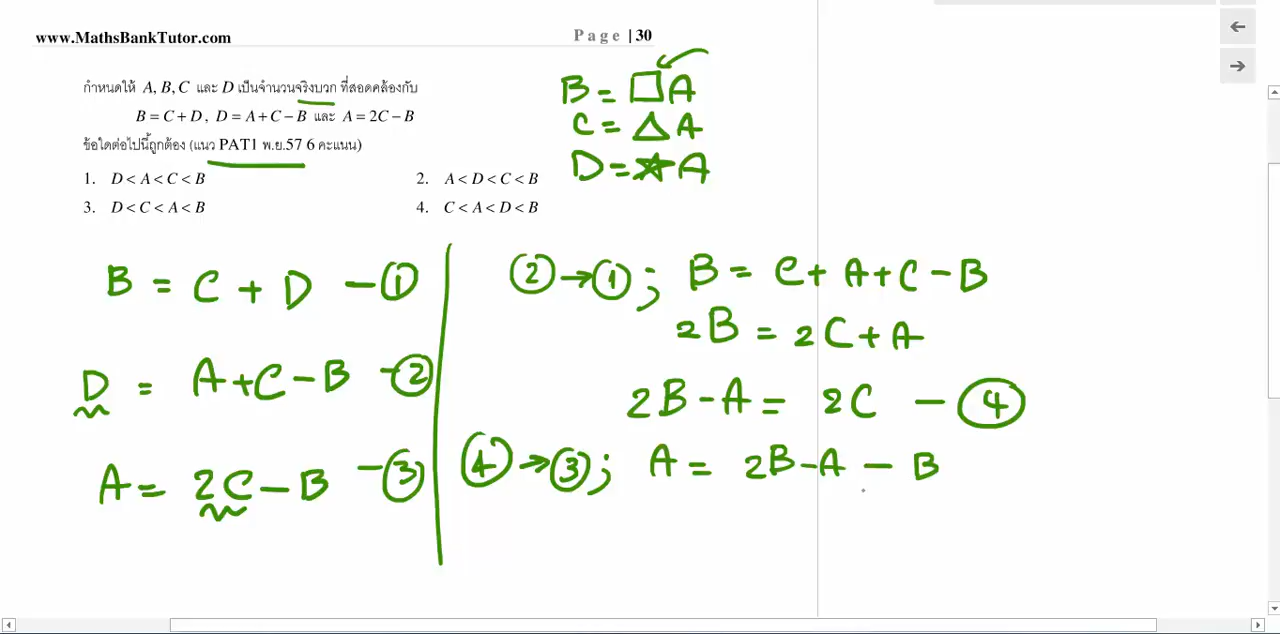 www.MathsBankTutor.com
Page | 30
กำหนดให้ A, B, C และ D เป็นจำนวนจริงบวก ที่สอดคล้องกับ
B = C + D , D = A + C − B และ A = 2C − B
ข้อใดต่อไปนี้ถูกต้อง (แนว PAT1 พ.ย.57 6 คะแนน)
1. D < A < C < B
2. A < D < C < B
3. D < C < A < B
4. C < A < D < B
B = □A
C = △A
D = ★A
B = C + D — ①
D = A + C − B — ②
A = 2C − B — ③
② → ① ; B = C + A + C − B
2B = 2C + A
2B − A = 2C — ④
④ → ③ ; A = 2B − A − B